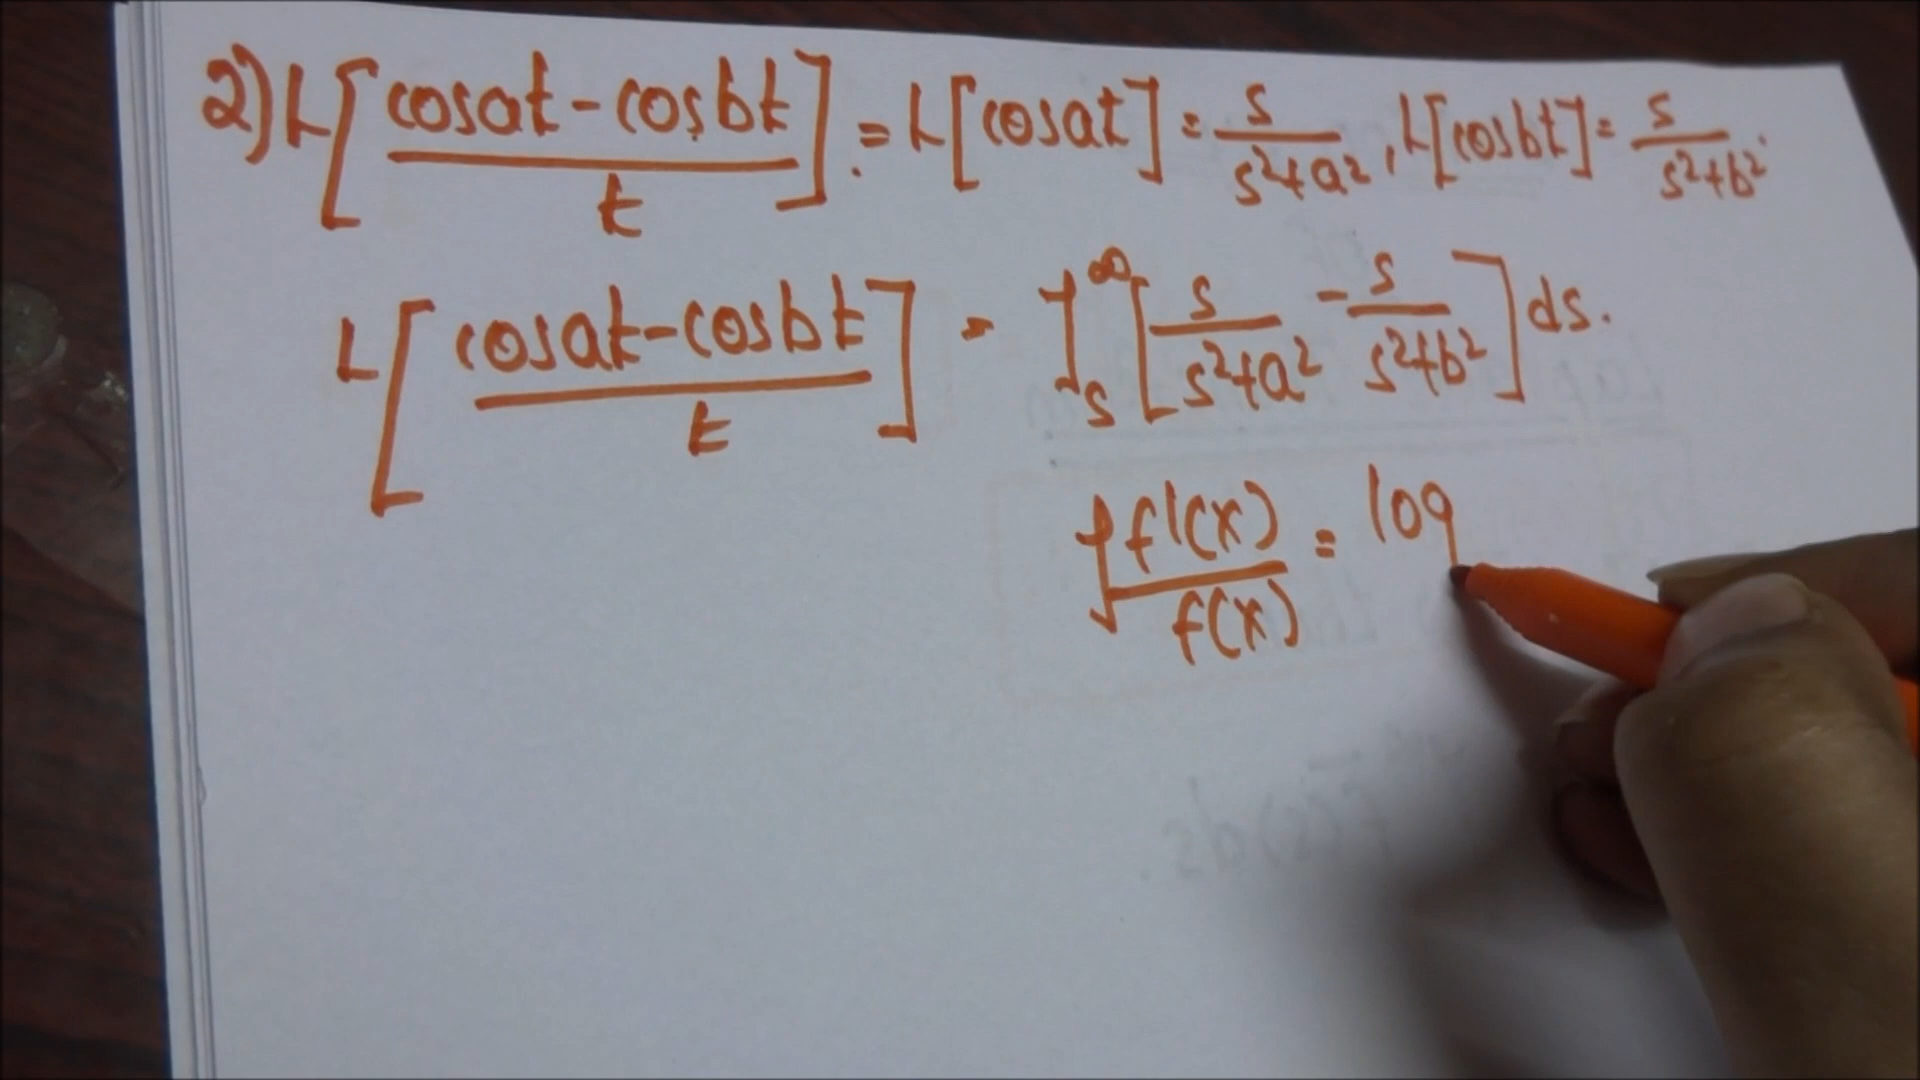 2) L[cosat - cosbt / t] . = L[cosat] = s / s²+a² , L[cosbt] = s / s²+b² .
L[cosat - cosbt / t] = ∫s^∞ [s / s²+a² - s / s²+b²] ds.
∫ f'(x) / f(x) = log